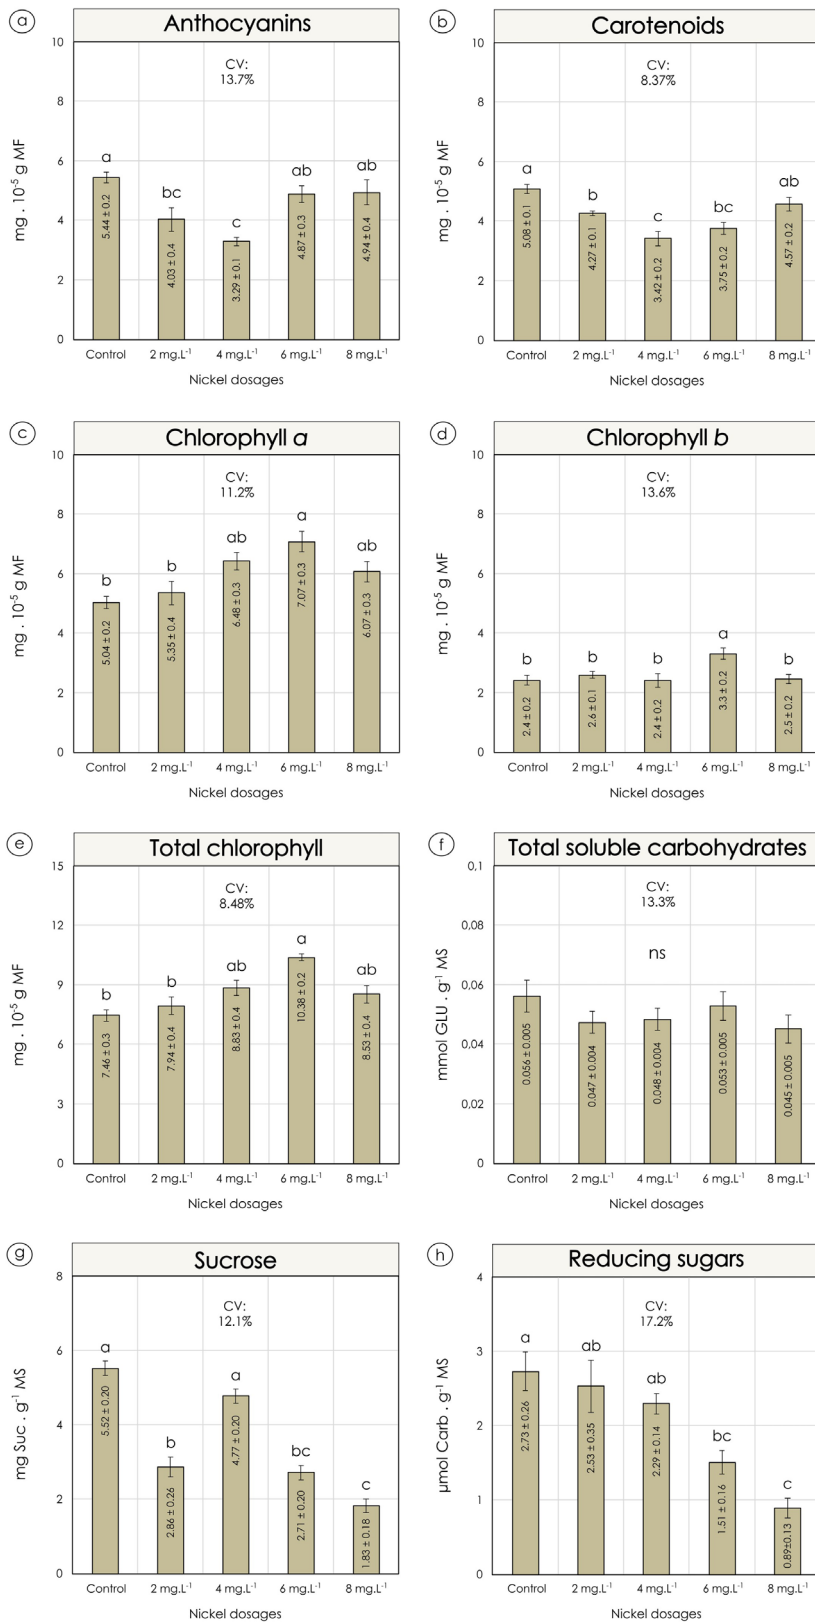 a
Anthocyanins
CV:
13.7%
10
8
6
4
2
0
mg . 10⁻⁵ g MF
a
bc
c
ab
ab
5.44 ± 0.2
4.03 ± 0.4
3.29 ± 0.1
4.87 ± 0.3
4.94 ± 0.4
Control
2 mg.L⁻¹
4 mg.L⁻¹
6 mg.L⁻¹
8 mg.L⁻¹
Nickel dosages
b
Carotenoids
CV:
8.37%
10
8
6
4
2
0
mg . 10⁻⁵ g MF
a
b
c
bc
ab
5.08 ± 0.1
4.27 ± 0.1
3.42 ± 0.2
3.75 ± 0.2
4.57 ± 0.2
Control
2 mg.L⁻¹
4 mg.L⁻¹
6 mg.L⁻¹
8 mg.L⁻¹
Nickel dosages
c
Chlorophyll a
CV:
11.2%
10
8
6
4
2
0
mg . 10⁻⁵ g MF
b
b
ab
a
ab
5.04 ± 0.2
5.35 ± 0.4
6.48 ± 0.3
7.07 ± 0.3
6.07 ± 0.3
Control
2 mg.L⁻¹
4 mg.L⁻¹
6 mg.L⁻¹
8 mg.L⁻¹
Nickel dosages
d
Chlorophyll b
CV:
13.6%
10
8
6
4
2
0
mg . 10⁻⁵ g MF
b
b
b
a
b
2.4 ± 0.2
2.6 ± 0.1
2.4 ± 0.2
3.3 ± 0.2
2.5 ± 0.2
Control
2 mg.L⁻¹
4 mg.L⁻¹
6 mg.L⁻¹
8 mg.L⁻¹
Nickel dosages
e
Total chlorophyll
CV:
8.48%
15
12
9
6
3
0
mg . 10⁻⁵ g MF
b
b
ab
a
ab
7.46 ± 0.3
7.94 ± 0.4
8.83 ± 0.4
10.38 ± 0.2
8.53 ± 0.4
Control
2 mg.L⁻¹
4 mg.L⁻¹
6 mg.L⁻¹
8 mg.L⁻¹
Nickel dosages
f
Total soluble carbohydrates
CV:
13.3%
ns
0,1
0,08
0,06
0,04
0,02
0
mmol GLU . g⁻¹ MS
0.056 ± 0.005
0.047 ± 0.004
0.048 ± 0.004
0.053 ± 0.005
0.045 ± 0.005
Control
2 mg.L⁻¹
4 mg.L⁻¹
6 mg.L⁻¹
8 mg.L⁻¹
Nickel dosages
g
Sucrose
CV:
12.1%
8
6
4
2
0
mg Suc . g⁻¹ MS
a
b
a
bc
c
5.52 ± 0.20
2.86 ± 0.26
4.77 ± 0.20
2.71 ± 0.20
1.83 ± 0.18
Control
2 mg.L⁻¹
4 mg.L⁻¹
6 mg.L⁻¹
8 mg.L⁻¹
Nickel dosages
h
Reducing sugars
CV:
17.2%
4
3
2
1
0
µmol Carb . g⁻¹ MS
a
ab
ab
bc
c
2.73 ± 0.26
2.53 ± 0.35
2.29 ± 0.14
1.51 ± 0.16
0.89±0.13
Control
2 mg.L⁻¹
4 mg.L⁻¹
6 mg.L⁻¹
8 mg.L⁻¹
Nickel dosages